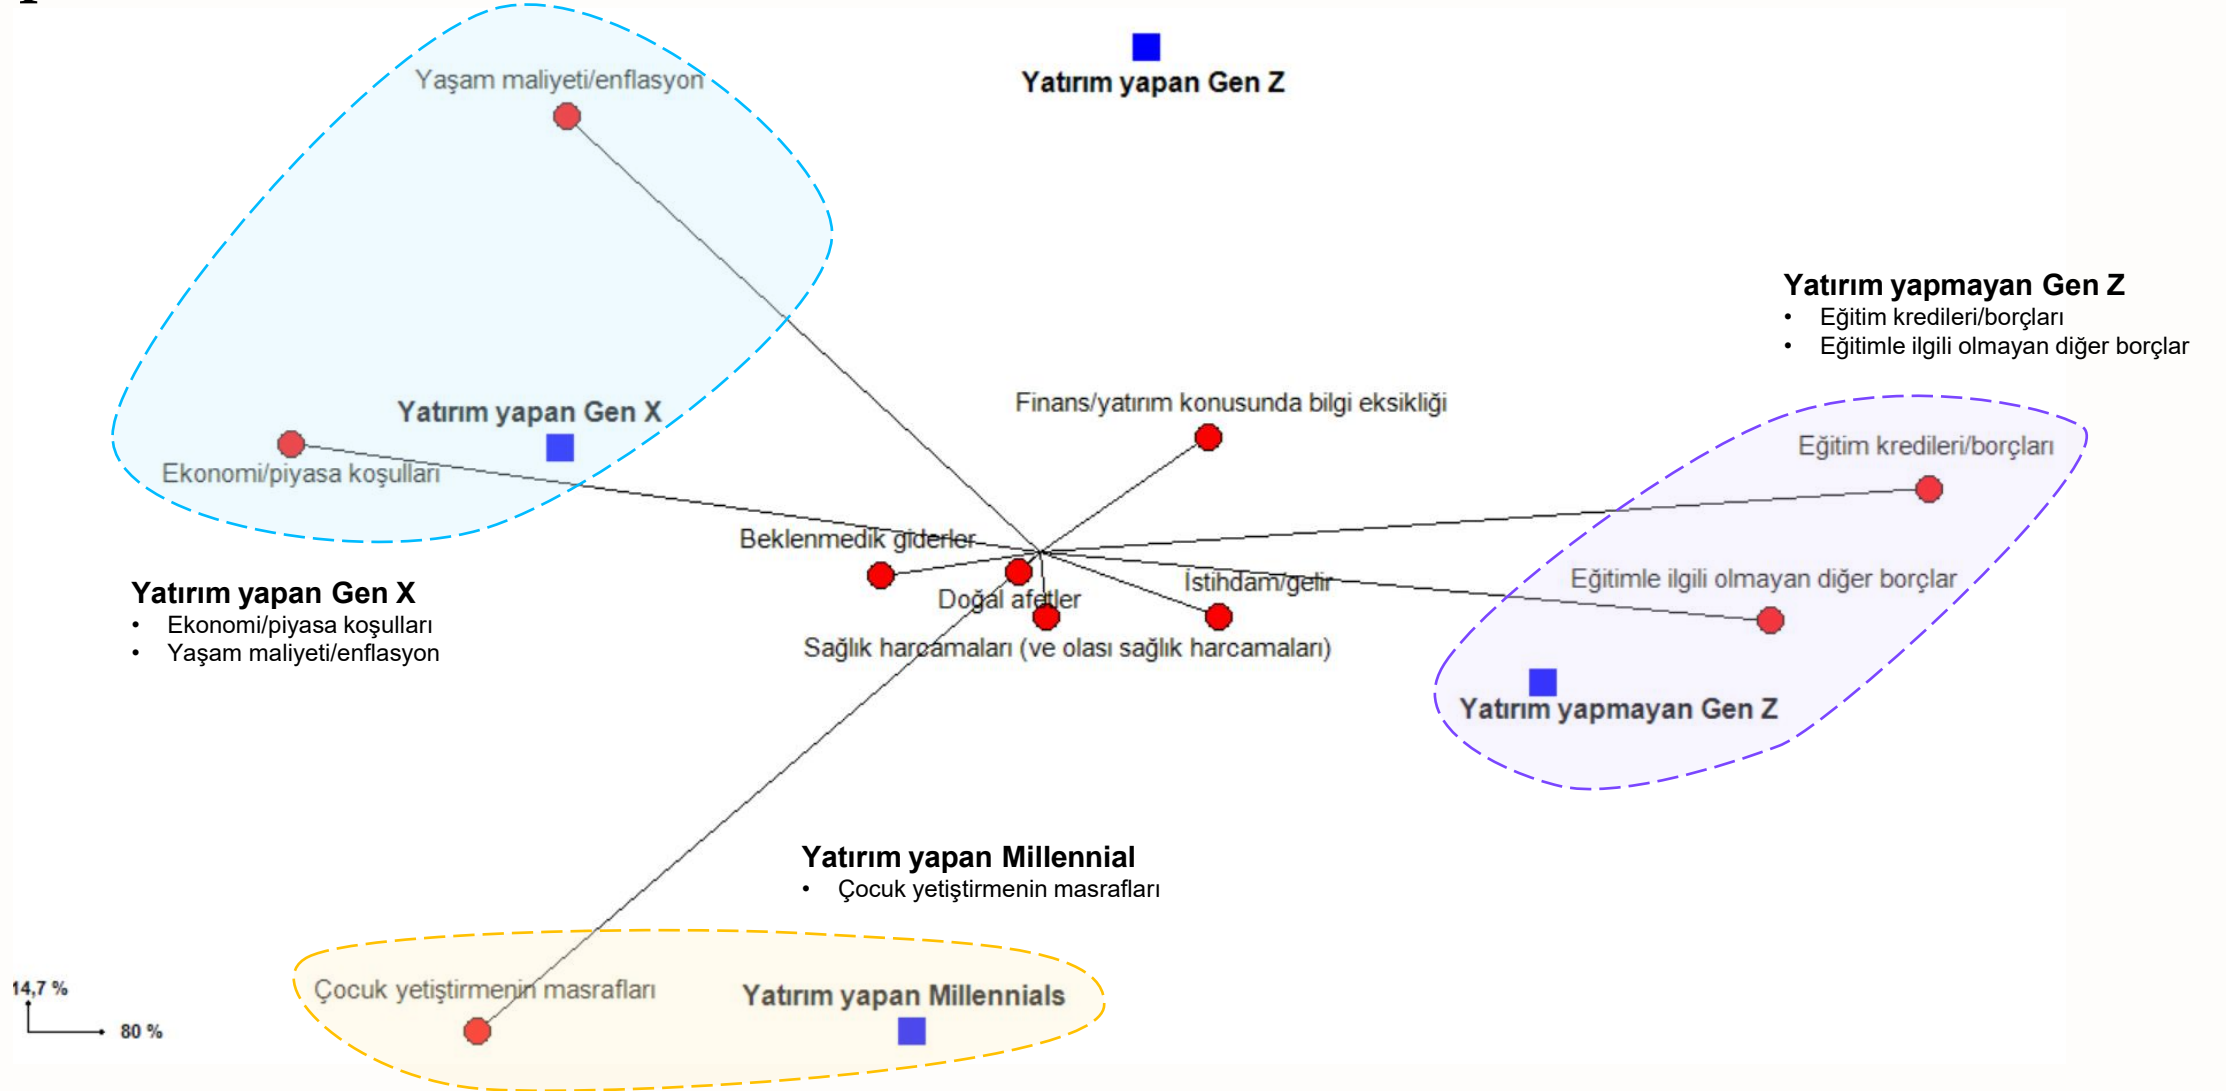 Yaşam maliyeti/enflasyon
Yatırım yapan Gen Z
Yatırım yapmayan Gen Z
• Eğitim kredileri/borçları
• Eğitimle ilgili olmayan diğer borçlar
Yatırım yapan Gen X
Finans/yatırım konusunda bilgi eksikliği
Ekonomi/piyasa koşulları
Eğitim kredileri/borçları
Beklenmedik giderler
İstihdam/gelir
Eğitimle ilgili olmayan diğer borçlar
Doğal afetler
Sağlık harcamaları (ve olası sağlık harcamaları)
Yatırım yapan Gen X
• Ekonomi/piyasa koşulları
• Yaşam maliyeti/enflasyon
Yatırım yapmayan Gen Z
Yatırım yapan Millennial
• Çocuk yetiştirmenin masrafları
Çocuk yetiştirmenin masrafları
Yatırım yapan Millennials
14,7 %
80 %